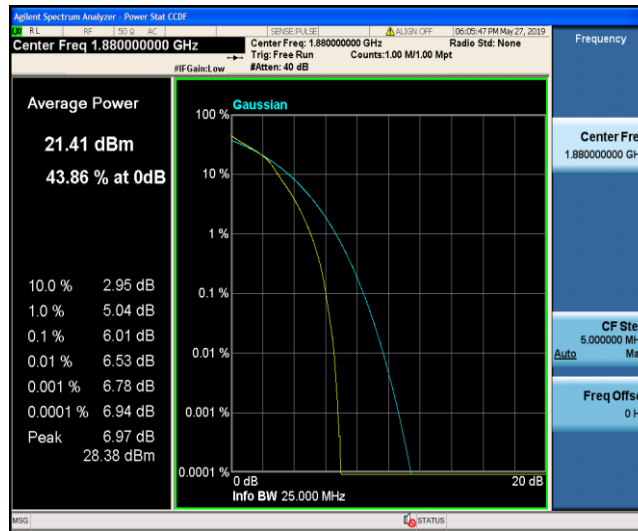 Agilent Spectrum Analyzer - Power Stat CCDF
RL RF 50 Ω AC SENSE:PULSE ALIGN OFF 06:05:47 PM May 27, 2019
Center Freq 1.880000000 GHz
Center Freq: 1.880000000 GHz Radio Std: None
Trig: Free Run Counts:1.00 M/1.00 Mpt
#IFGain:Low #Atten: 40 dB
Frequency
Average Power
21.41 dBm
43.86 % at 0dB
10.0 % 2.95 dB
1.0 % 5.04 dB
0.1 % 6.01 dB
0.01 % 6.53 dB
0.001 % 6.78 dB
0.0001 % 6.94 dB
Peak 6.97 dB
28.38 dBm
Gaussian
100 %
10 %
1 %
0.1 %
0.01 %
0.001 %
0.0001 %
0 dB 20 dB
Info BW 25.000 MHz
Center Fre
1.880000000 GH
CF Ste
5.000000 MH
Auto Ma
Freq Offse
0 H
MSG STATUS